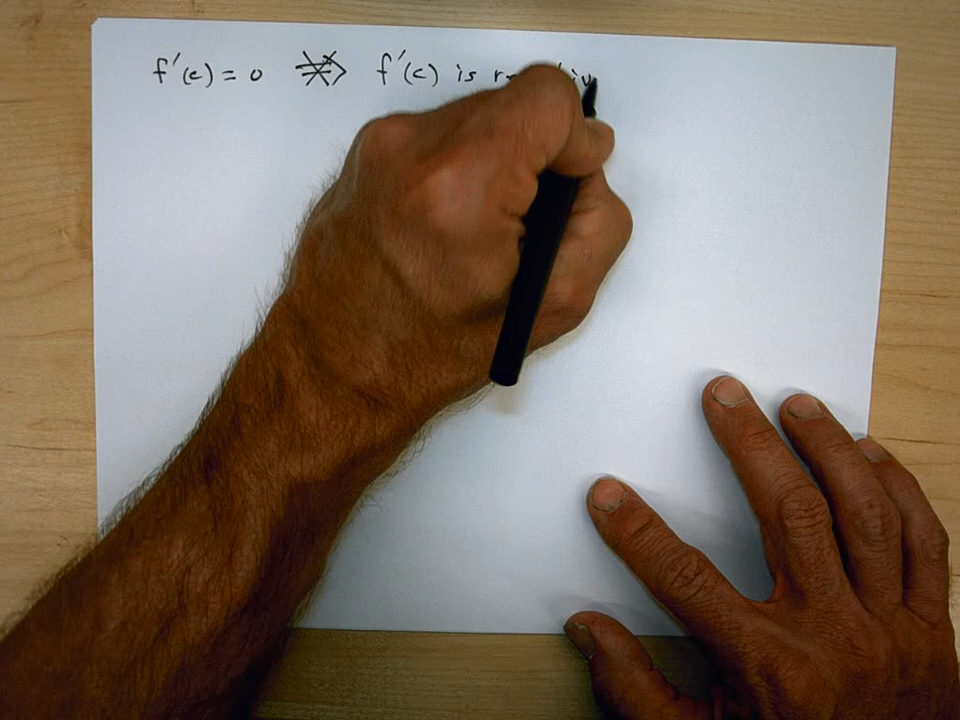 f'(c) = 0 ⇏ f'(c) is